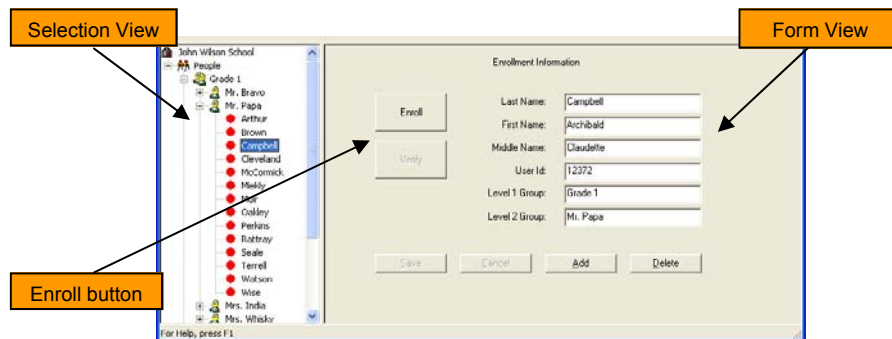 Selection View
Form View
Enroll button
John Wilson School
People
Grade 1
Mr. Bravo
Mr. Papa
Arthur
Brown
Campbell
Cleveland
McCormick
Miekly
Muir
Oakley
Perkins
Rattray
Seale
Terrell
Watson
Wise
Mrs. India
Mrs. Whisky
For Help, press F1
Enrollment Information
Enroll
Verify
Last Name: Campbell
First Name: Archibald
Middle Name: Claudette
User Id: 12372
Level 1 Group: Grade 1
Level 2 Group: Mr. Papa
Save Cancel Add Delete